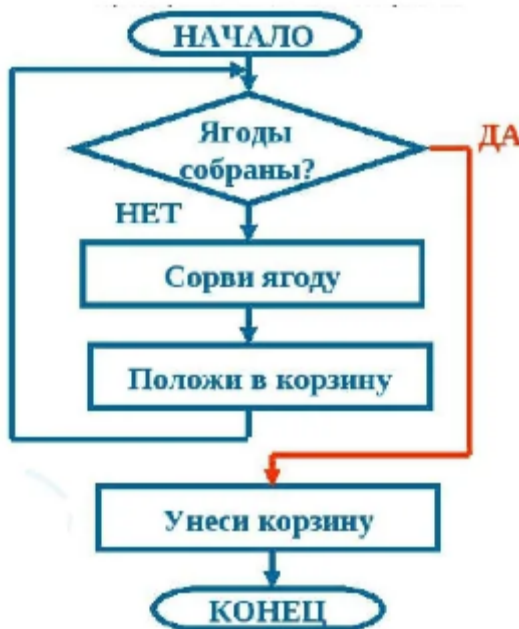 НАЧАЛО
Ягоды
собраны?
ДА
НЕТ
Сорви ягоду
Положи в корзину
Унеси корзину
КОНЕЦ